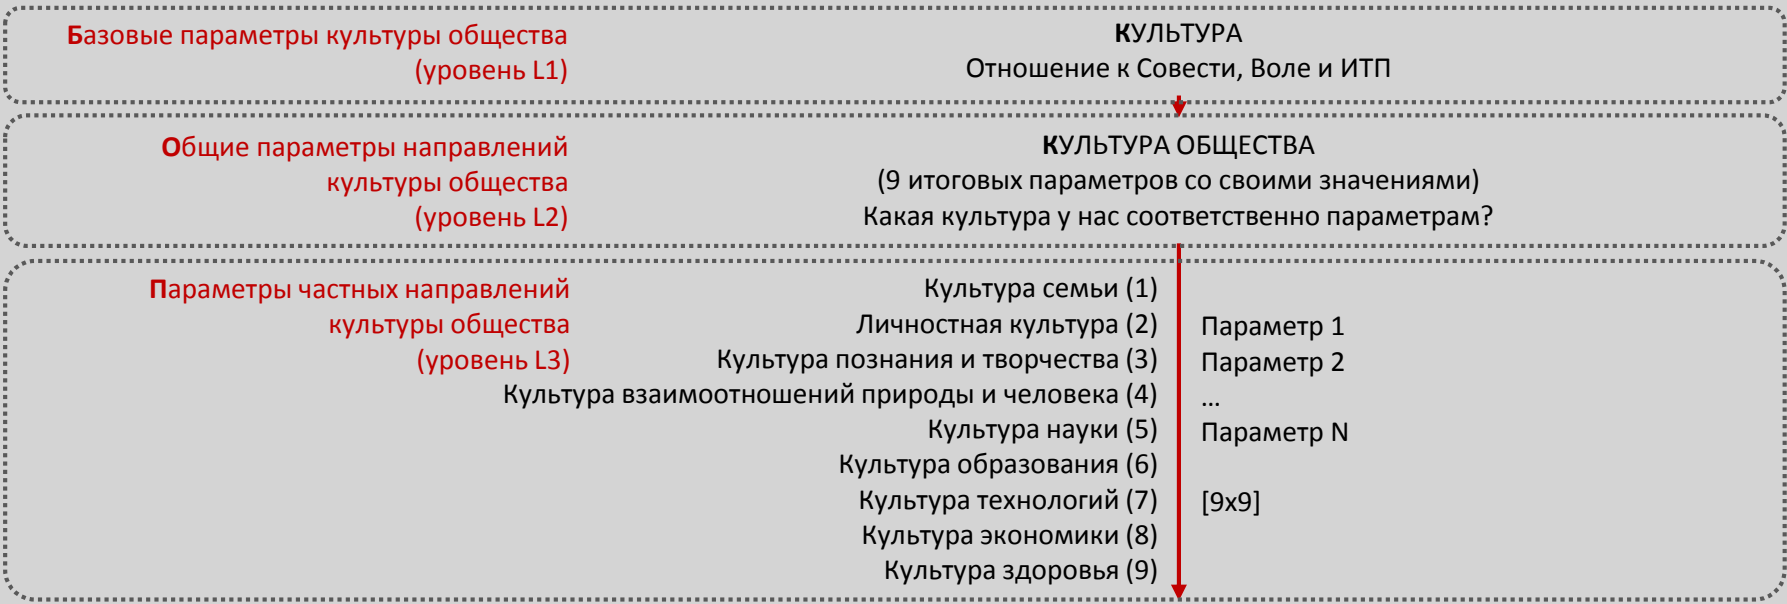 Базовые параметры культуры общества
(уровень L1)
КУЛЬТУРА
Отношение к Совести, Воле и ИТП
Общие параметры направлений
культуры общества
(уровень L2)
КУЛЬТУРА ОБЩЕСТВА
(9 итоговых параметров со своими значениями)
Какая культура у нас соответственно параметрам?
Параметры частных направлений
культуры общества
(уровень L3)
Культура семьи (1)
Личностная культура (2)
Культура познания и творчества (3)
Культура взаимоотношений природы и человека (4)
Культура науки (5)
Культура образования (6)
Культура технологий (7)
Культура экономики (8)
Культура здоровья (9)
Параметр 1
Параметр 2
...
Параметр N
[9x9]